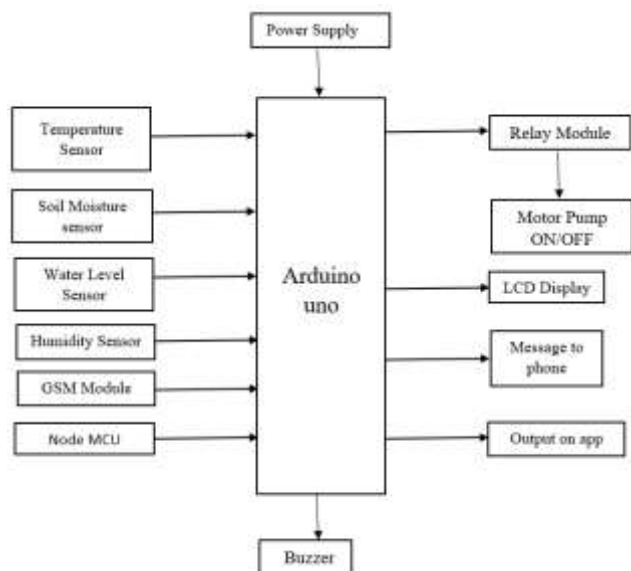 Power Supply
Temperature
Sensor
Soil Moisture
sensor
Water Level
Sensor
Humidity Sensor
GSM Module
Node MCU
Arduino
uno
Relay Module
Motor Pump
ON/OFF
LCD Display
Message to
phone
Output on app
Buzzer